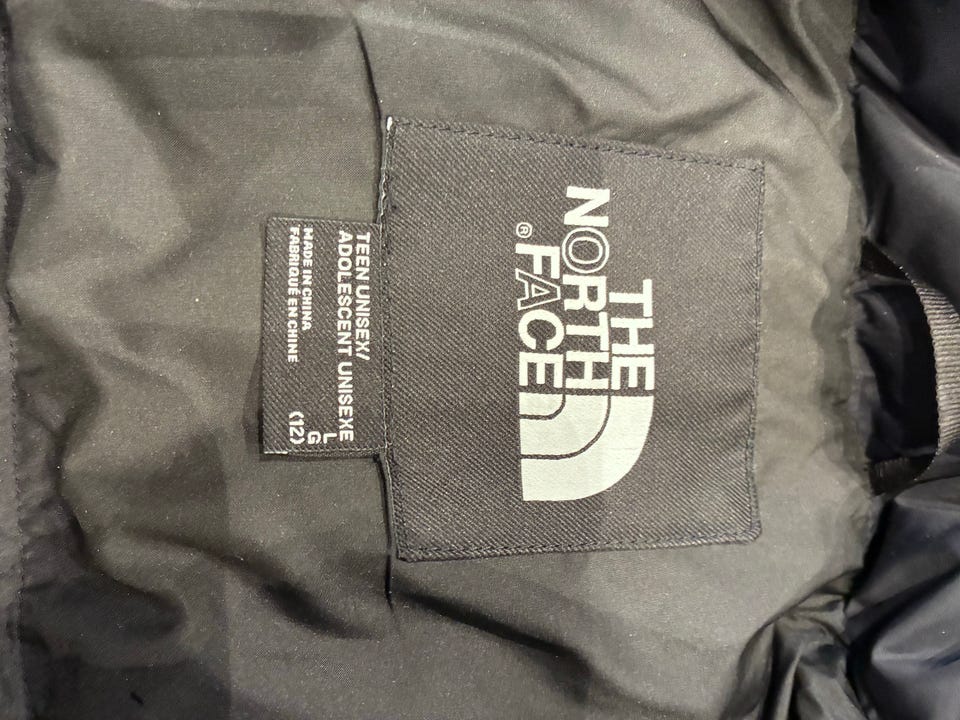 THE
NORTH
FACE®
TEEN UNISEX/
ADOLESCENT UNISEXE
L
G
(12)
MADE IN CHINA
FABRIQUÉ EN CHINE